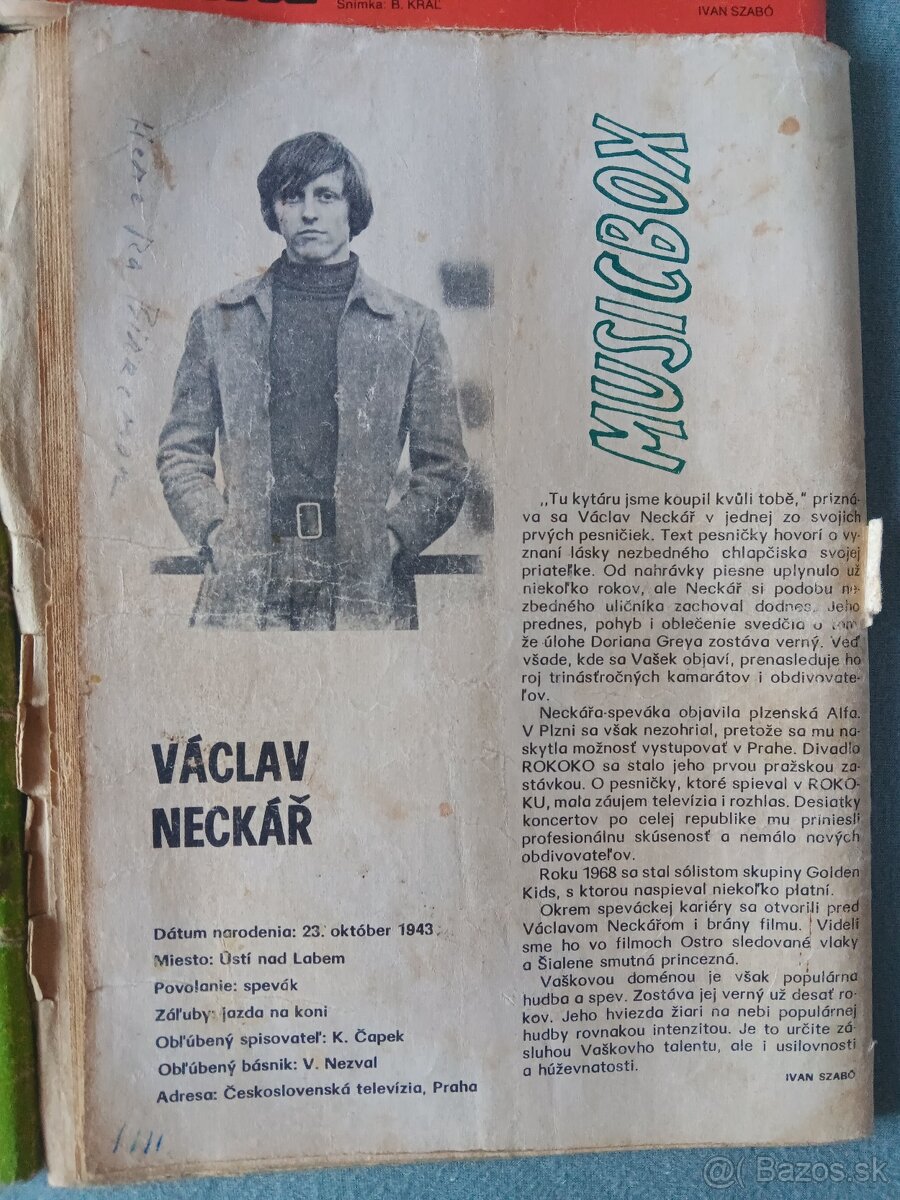 Snímka: B. KRÁĽ
IVAN SZABÓ
MUSICBOX
„Tu kytáru jsme koupil kvůli tobě,“ prizná-
va sa Václav Neckář v jednej zo svojich
prvých pesničiek. Text pesničky hovorí o vy-
znaní lásky nezbedného chlapčiska svojej
priateľke. Od nahrávky piesne uplynulo už
niekoľko rokov, ale Neckář si podobu ne-
zbedného uličníka zachoval dodnes. Jeho
prednes, pohyb i oblečenie svedčia o tom
že úlohe Doriana Greya zostáva verný. Veď
všade, kde sa Vašek objaví, prenasleduje ho
roj trinásťročných kamarátov i obdivovate-
ľov.
Neckářa-speváka objavila plzenská Alfa.
V Plzni sa však nezohrial, pretože sa mu na-
skytla možnosť vystupovať v Prahe. Divadlo
ROKOKO sa stalo jeho prvou pražskou za-
stávkou. O pesničky, ktoré spieval v ROKO-
KU, mala záujem televízia i rozhlas. Desiatky
koncertov po celej republike mu priniesli
profesionálnu skúsenosť a nemálo nových
obdivovateľov.
Roku 1968 sa stal sólistom skupiny Golden
Kids, s ktorou naspieval niekoľko platní.
Okrem speváckej kariéry sa otvorili pred
Václavom Neckářom i brány filmu. Videli
sme ho vo filmoch Ostro sledované vlaky
a Šialene smutná princezná.
Vaškovou doménou je však populárna
hudba a spev. Zostáva jej verný už desať ro-
kov. Jeho hviezda žiari na nebi populárnej
hudby rovnakou intenzitou. Je to určite zá-
sluhou Vaškovho talentu, ale i usilovnosti
a húževnatosti.
IVAN SZABÓ
VÁCLAV
NECKÁŘ
Dátum narodenia: 23. október 1943
Miesto: Ústí nad Labem
Povolanie: spevák
Záľuby: jazda na koni
Obľúbený spisovateľ: K. Čapek
Obľúbený básnik: V. Nezval
Adresa: Československá televízia, Praha
@ Bazos.sk